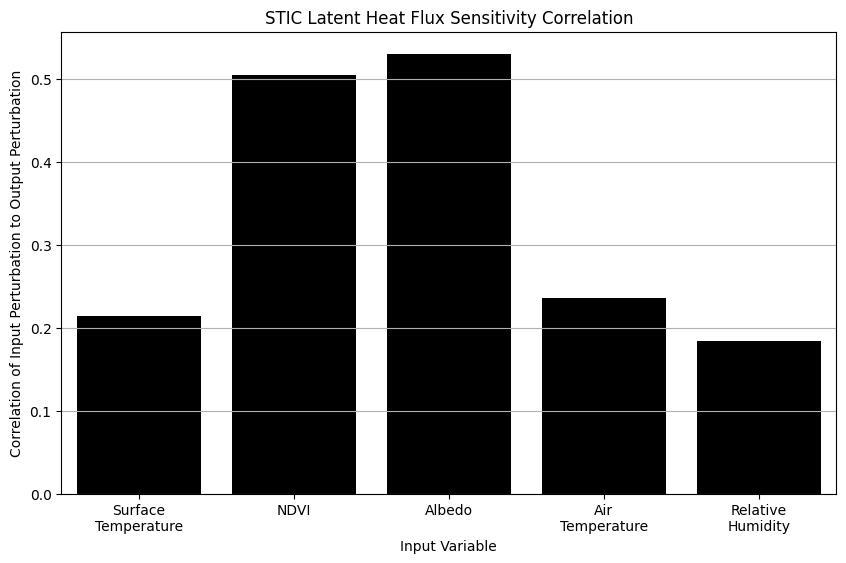 STIC Latent Heat Flux Sensitivity Correlation
Correlation of Input Perturbation to Output Perturbation
0.5
0.4
0.3
0.2
0.1
0.0
Surface
Temperature
NDVI
Albedo
Air
Temperature
Relative
Humidity
Input Variable